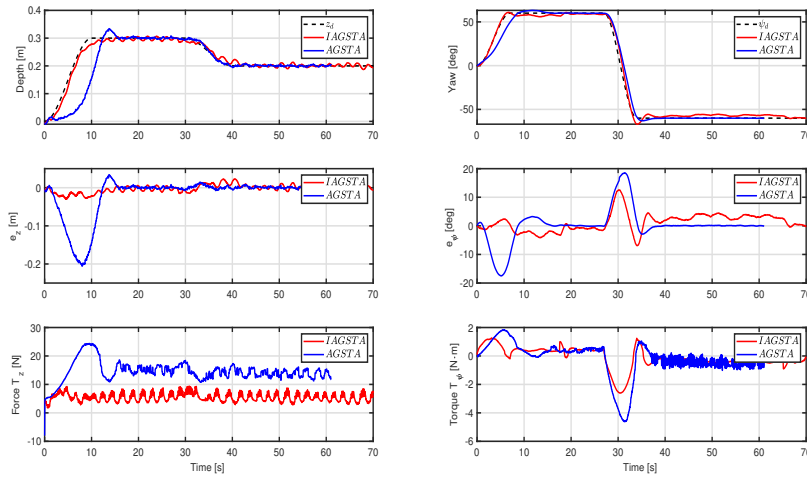 0.4
0.3
0.2
0.1
0
Depth [m]
0 10 20 30 40 50 60 70
z_d
IAGSTA
AGSTA
50
0
-50
Yaw [deg]
0 10 20 30 40 50 60 70
ψ_d
IAGSTA
AGSTA
0
-0.1
-0.2
e_z [m]
0 10 20 30 40 50 60 70
IAGSTA
AGSTA
20
10
0
-10
-20
e_ψ [deg]
0 10 20 30 40 50 60 70
IAGSTA
AGSTA
30
20
10
0
-10
Force T_z [N]
0 10 20 30 40 50 60 70
Time [s]
IAGSTA
AGSTA
2
0
-2
-4
-6
Torque T_ψ [N·m]
0 10 20 30 40 50 60 70
Time [s]
IAGSTA
AGSTA